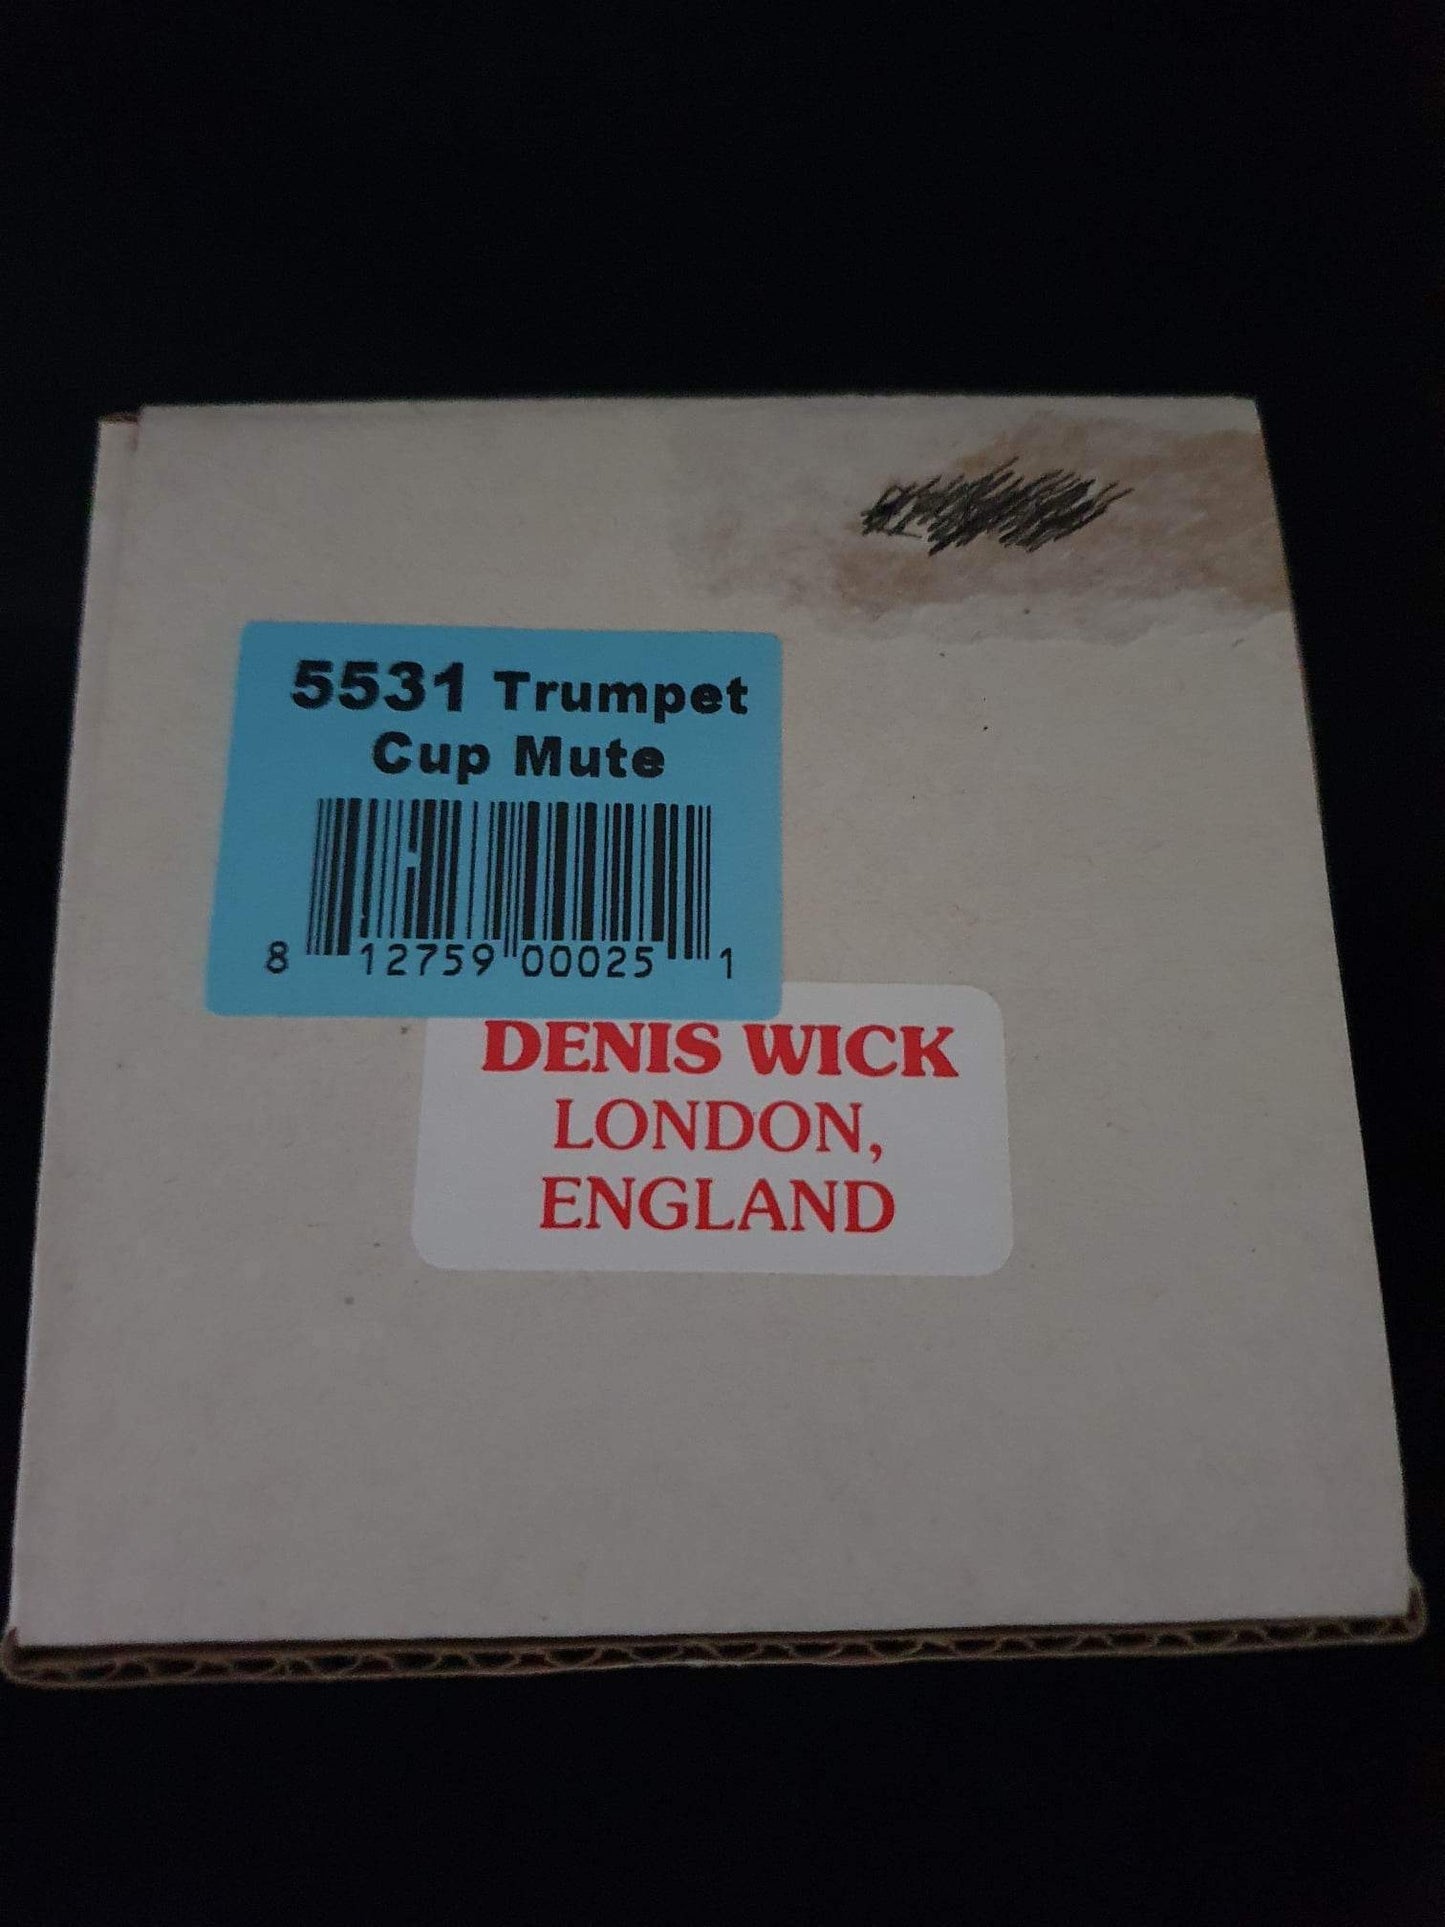 5531 Trumpet
Cup Mute
8 12759 00025 1
DENIS WICK
LONDON,
ENGLAND